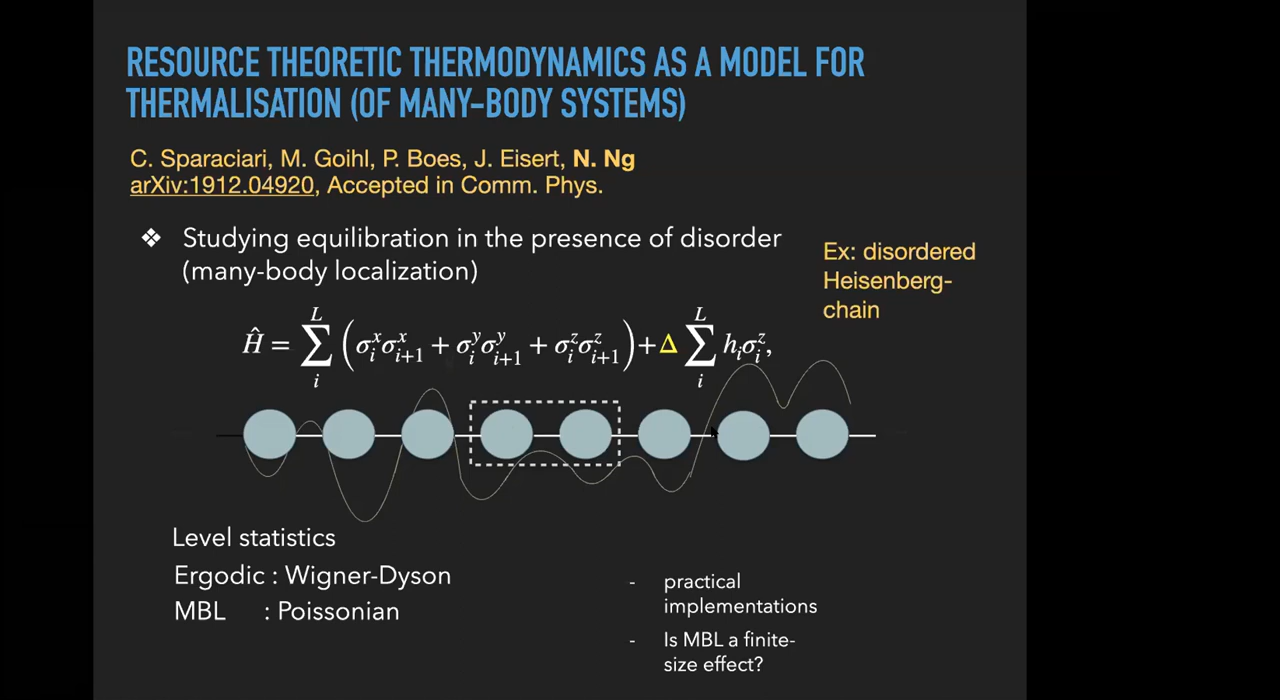 RESOURCE THEORETIC THERMODYNAMICS AS A MODEL FOR
THERMALISATION (OF MANY-BODY SYSTEMS)
C. Sparaciari, M. Goihl, P. Boes, J. Eisert, N. Ng
arXiv:1912.04920, Accepted in Comm. Phys.
❖ Studying equilibration in the presence of disorder
(many-body localization)
Ex: disordered
Heisenberg-
chain
Ĥ = ∑_i^L (σ_i^x σ_{i+1}^x + σ_i^y σ_{i+1}^y + σ_i^z σ_{i+1}^z) + Δ ∑_i^L h_i σ_i^z,
Level statistics
Ergodic : Wigner-Dyson
MBL : Poissonian
- practical
implementations
- Is MBL a finite-
size effect?